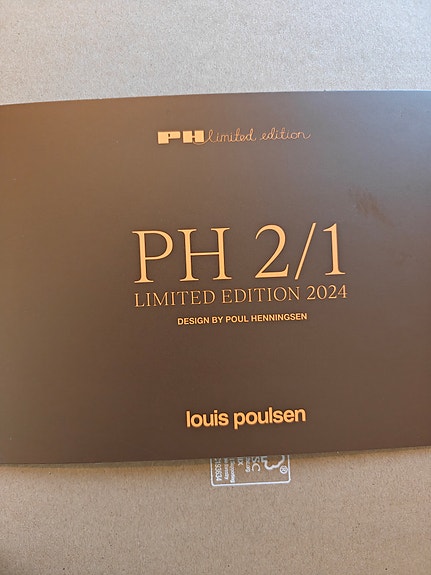 PH limited edition
PH 2/1
LIMITED EDITION 2024
DESIGN BY POUL HENNINGSEN
louis poulsen